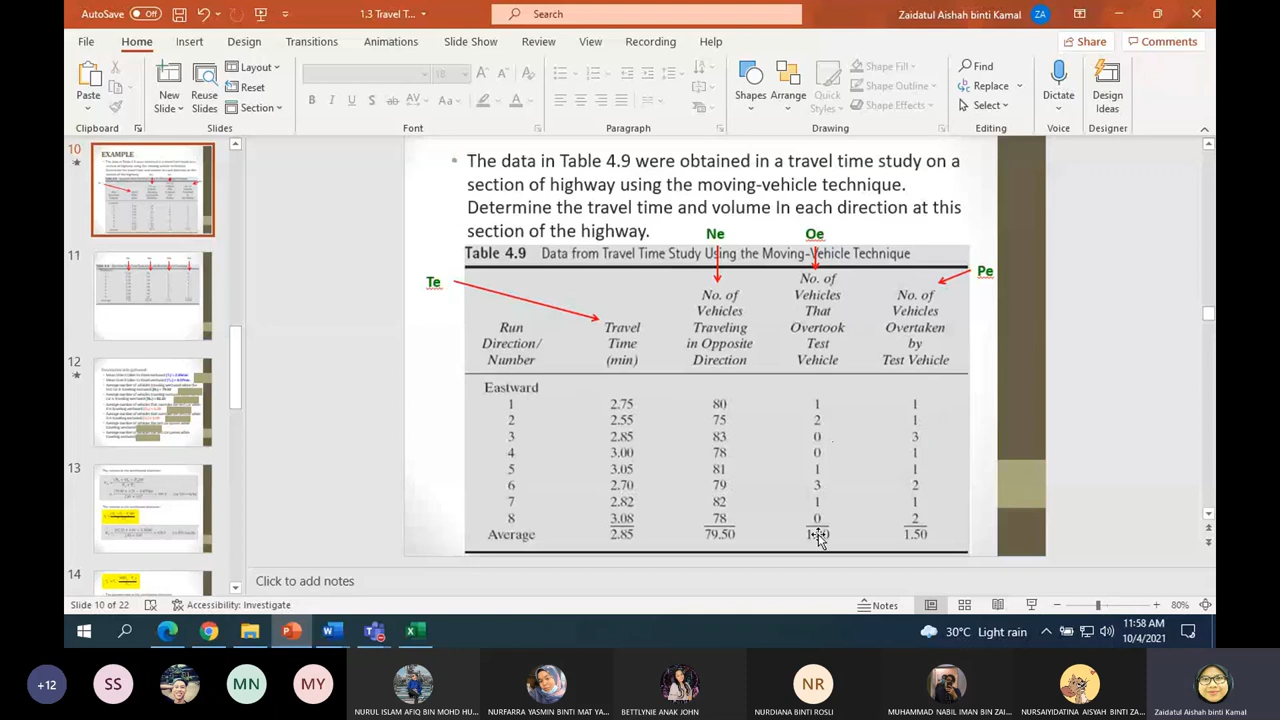 AutoSave Off
1.3 Travel T...
Search
Zaidatul Aishah binti Kamal
ZA
File Home Insert Design Transitions Animations Slide Show Review View Recording Help
Share Comments
Paste
Clipboard
New Slide
Reuse Slides
Layout
Reset
Section
Slides
18
Font
Paragraph
Shapes Arrange Quick Styles
Shape Fill
Shape Outline
Shape Effects
Drawing
Find
Replace
Select
Editing
Dictate
Voice
Design Ideas
Designer
10
EXAMPLE
11
12
13
14
• The data in Table 4.9 were obtained in a travel time study on a
section of highway using the moving-vehicle technique.
Determine the travel time and volume in each direction at this
section of the highway.
Ne Oe
Table 4.9 Data from Travel Time Study Using the Moving-Vehicle Technique
Te
Pe
Run Direction/ Number
Travel Time (min)
No. of Vehicles Traveling in Opposite Direction
No. of Vehicles That Overtook Test Vehicle
No. of Vehicles Overtaken by Test Vehicle
Eastward
1 2.75 80 1 1
2 2.55 75 2 1
3 2.85 83 0 3
4 3.00 78 0 1
5 3.05 81 1 1
6 2.70 79 3 2
7 2.82 82 1 1
8 3.08 78 0 2
Average 2.85 79.50 1.50
Click to add notes
Slide 10 of 22
Accessibility: Investigate
Notes
80%
30°C Light rain
11:58 AM
10/4/2021
+12
SS
MN
MY
NR
NURUL ISLAM AFIQ BIN MOHD HU...
NURFARRA YASMIN BINTI MAT YA...
BETTLYNIE ANAK JOHN
NURDIANA BINTI ROSLI
MUHAMMAD NABIL IMAN BIN ZAI...
NURSAIYIDATINA AISYAH BINTI ZA...
Zaidatul Aishah binti Kamal